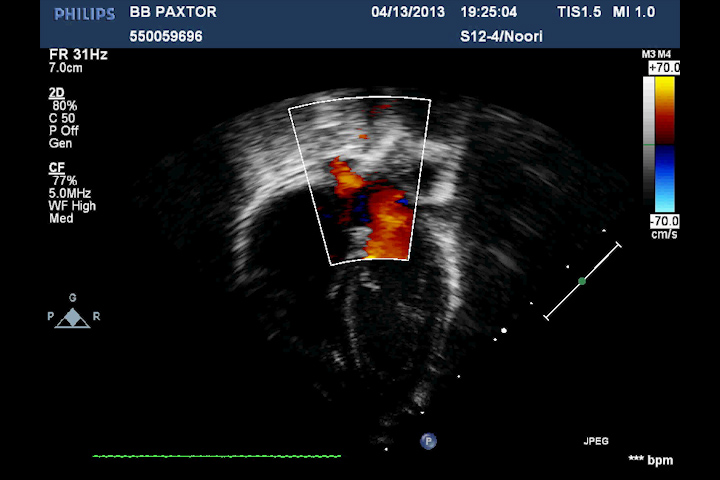 PHILIPS BB PAXTOR 04/13/2013 19:25:04 TIS1.5 MI 1.0
550059696 S12-4/Noori
FR 31Hz
7.0cm
M3 M4
+70.0
2D
80%
C 50
P Off
Gen
CF
77%
5.0MHz
WF High
Med
-70.0
cm/s
G
P R
P
JPEG
*** bpm